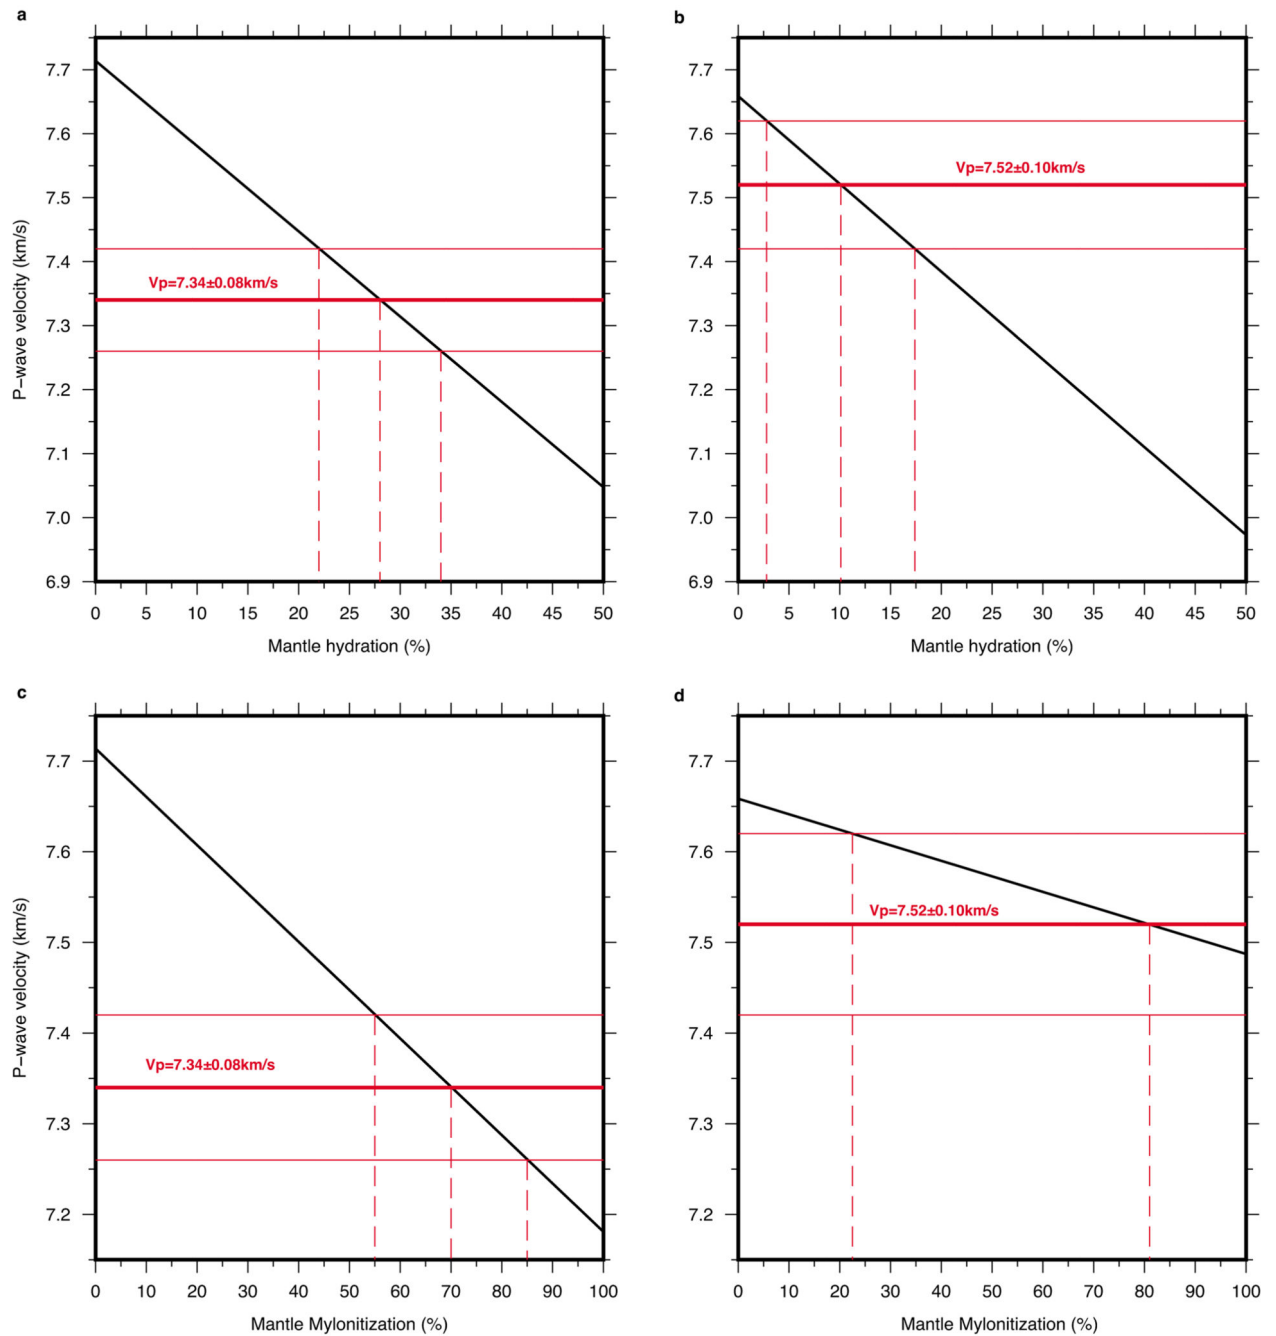 a
7.7
7.6
7.5
7.4
7.3
7.2
7.1
7.0
6.9
P-wave velocity (km/s)
Vp=7.34±0.08km/s
0 5 10 15 20 25 30 35 40 45 50
Mantle hydration (%)
b
7.7
7.6
7.5
7.4
7.3
7.2
7.1
7.0
6.9
Vp=7.52±0.10km/s
0 5 10 15 20 25 30 35 40 45 50
Mantle hydration (%)
c
7.7
7.6
7.5
7.4
7.3
7.2
P-wave velocity (km/s)
Vp=7.34±0.08km/s
0 10 20 30 40 50 60 70 80 90 100
Mantle Mylonitization (%)
d
7.7
7.6
7.5
7.4
7.3
7.2
Vp=7.52±0.10km/s
0 10 20 30 40 50 60 70 80 90 100
Mantle Mylonitization (%)